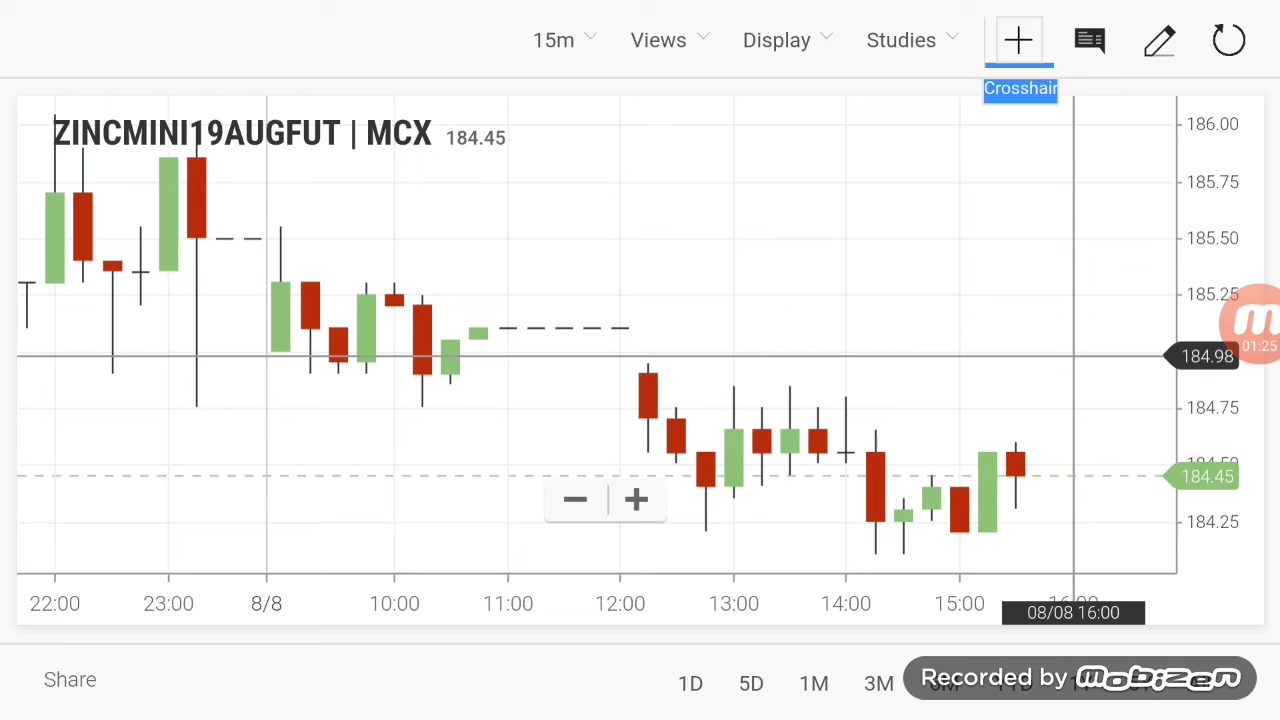 15m Views Display Studies
Crosshair
ZINCMINI19AUGFUT | MCX 184.45
186.00
185.75
185.50
185.25
01:25
184.98
184.75
184.45
184.25
22:00 23:00 8/8 10:00 11:00 12:00 13:00 14:00 15:00
08/08 16:00
Share 1D 5D 1M 3M
Recorded by mobizen